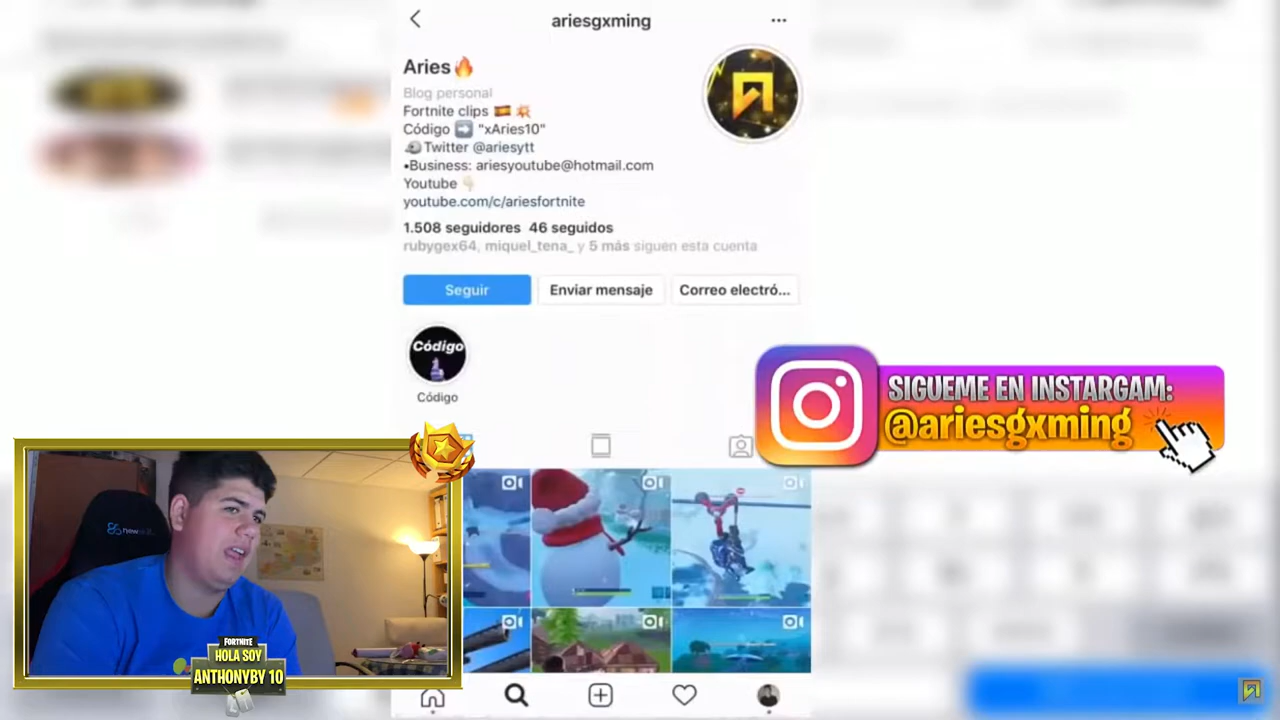 ariesgxming
Aries🔥
Blog personal
Fortnite clips 🇪🇸 💥
Código ➡️ "xAries10"
Twitter @ariesytt
•Business: ariesyoutube@hotmail.com
Youtube 👇🏻
youtube.com/c/ariesfortnite
1.508 seguidores 46 seguidos
rubygex64, miquel_tena_ y 5 más siguen esta cuenta
Seguir Enviar mensaje Correo electró...
Código
Código
SIGUEME EN INSTARGAM:
@ariesgxming
FORTNITE
HOLA SOY
ANTHONYBY 10